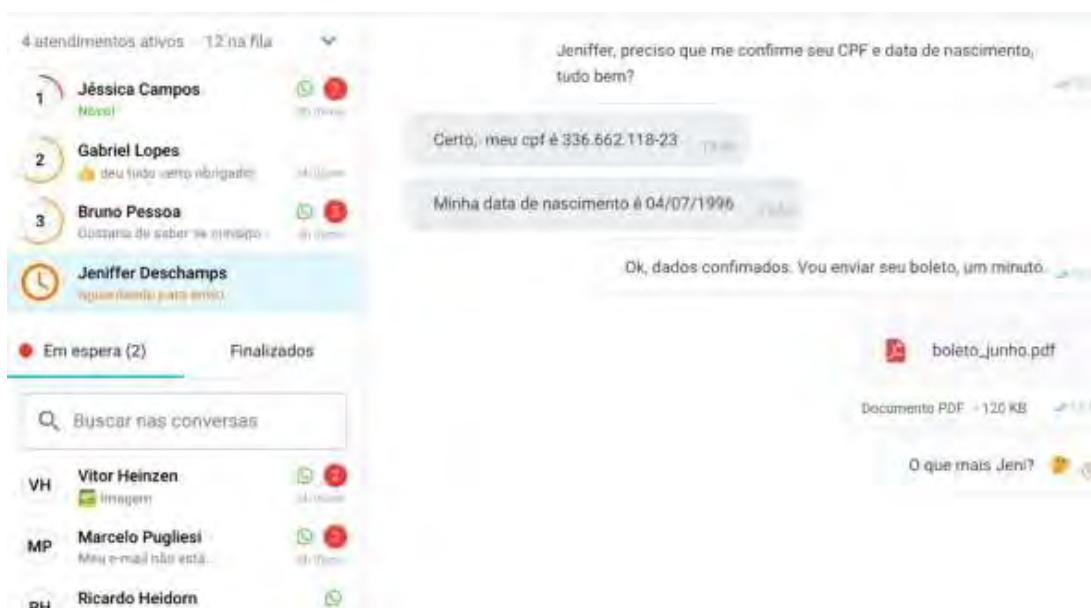 4 atendimentos ativos 12 na fila
1
Jéssica Campos
Novo!
2
Gabriel Lopes
deu tudo certo obrigado!
3
Bruno Pessoa
Gostaria de saber se consigo
Jeniffer Deschamps
aguardando para envio
Em espera (2)
Finalizados
Buscar nas conversas
VH
Vitor Heinzen
Imagem
MP
Marcelo Pugliesi
Meu e-mail não está...
RH
Ricardo Heidorn
Jeniffer, preciso que me confirme seu CPF e data de nascimento,
tudo bem?
Certo, meu cpf é 336.662.118-23
Minha data de nascimento é 04/07/1996
Ok, dados confimados. Vou enviar seu boleto, um minuto.
boleto_junho.pdf
Documento PDF - 120 KB
O que mais Jeni?